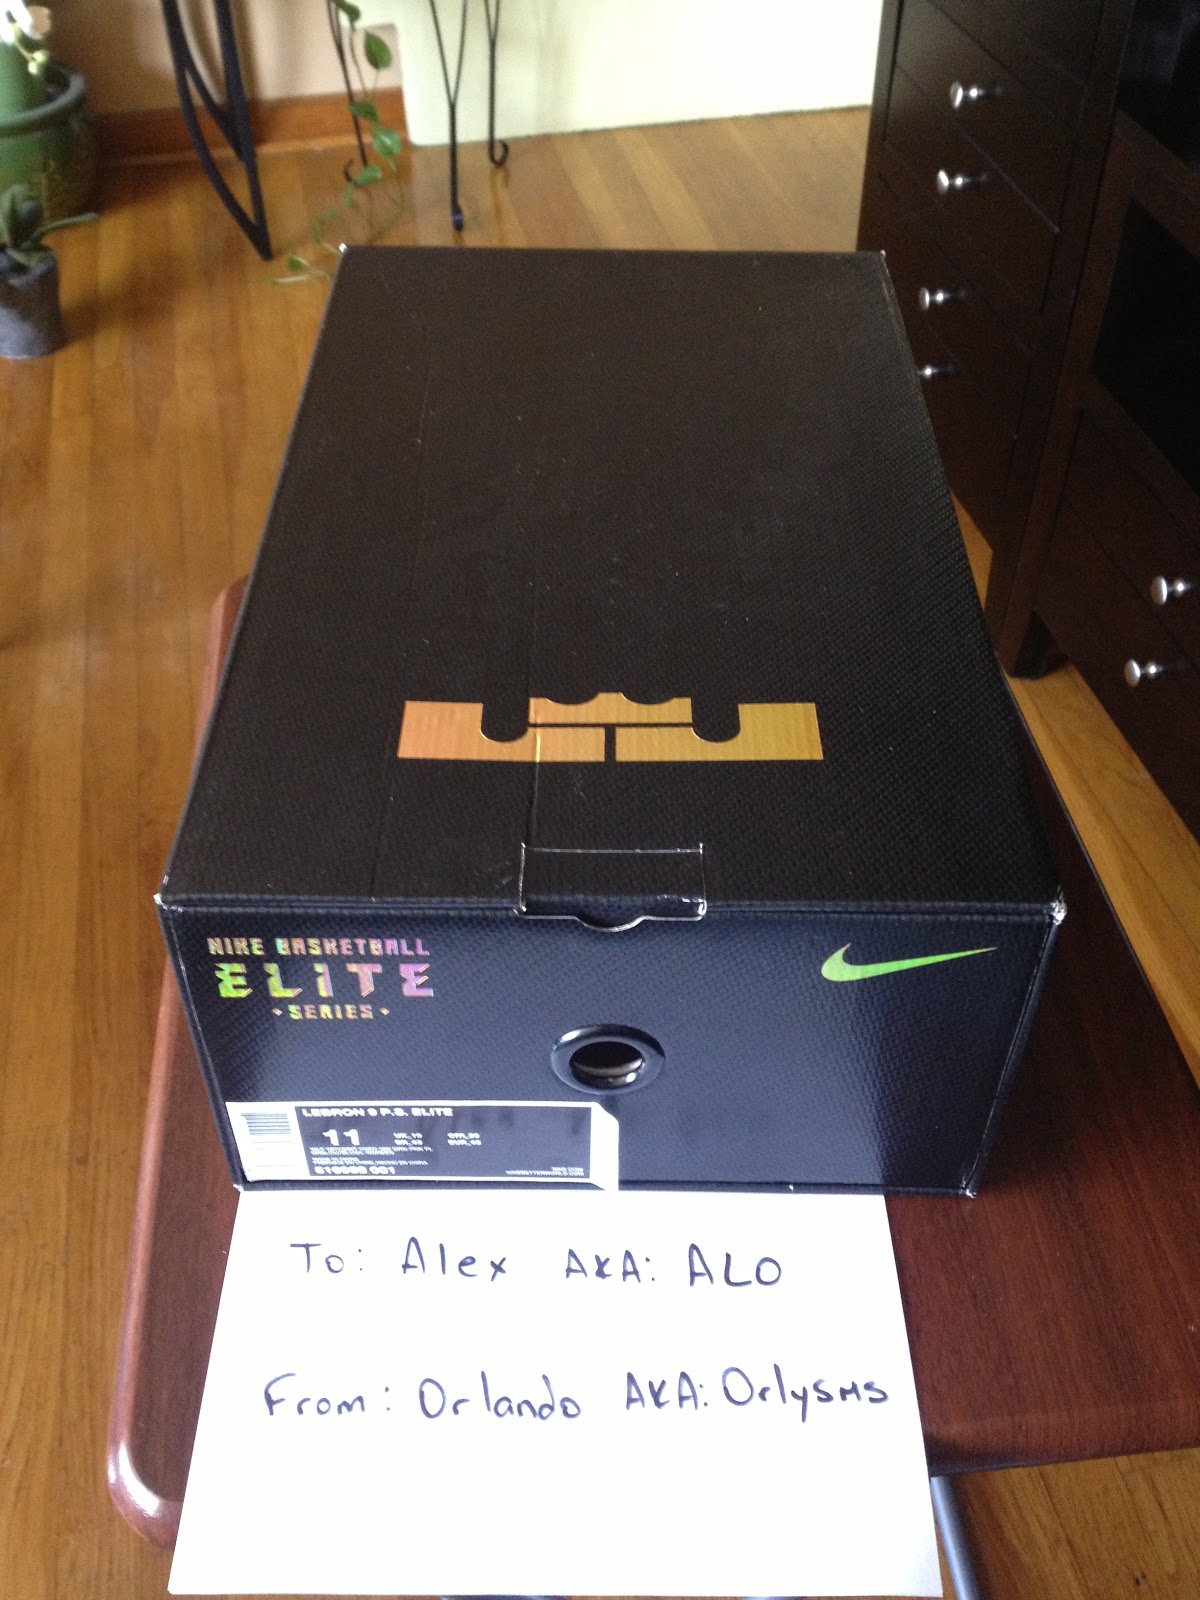 NIKE BASKETBALL
ELITE
SERIES
LEBRON 9 P.S. ELITE
11
To: Alex AKA: ALO
From: Orlando AKA: Orlysms